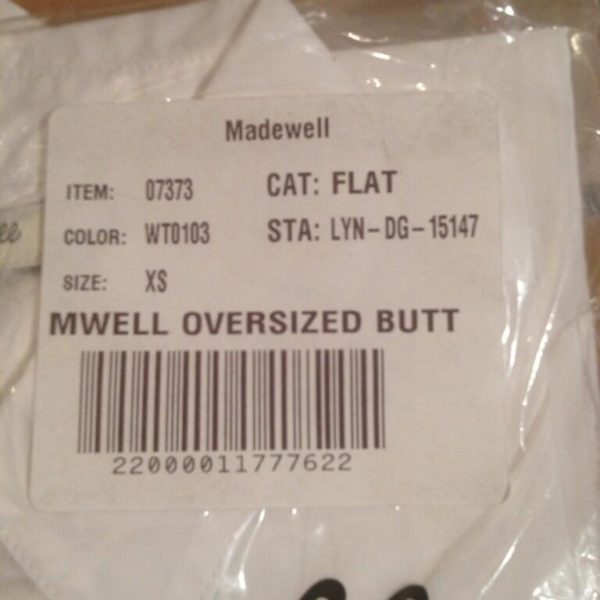 Madewell
ITEM: 07373 CAT: FLAT
COLOR: WT0103 STA: LYN-DG-15147
SIZE: XS
MWELL OVERSIZED BUTT
22000011777622